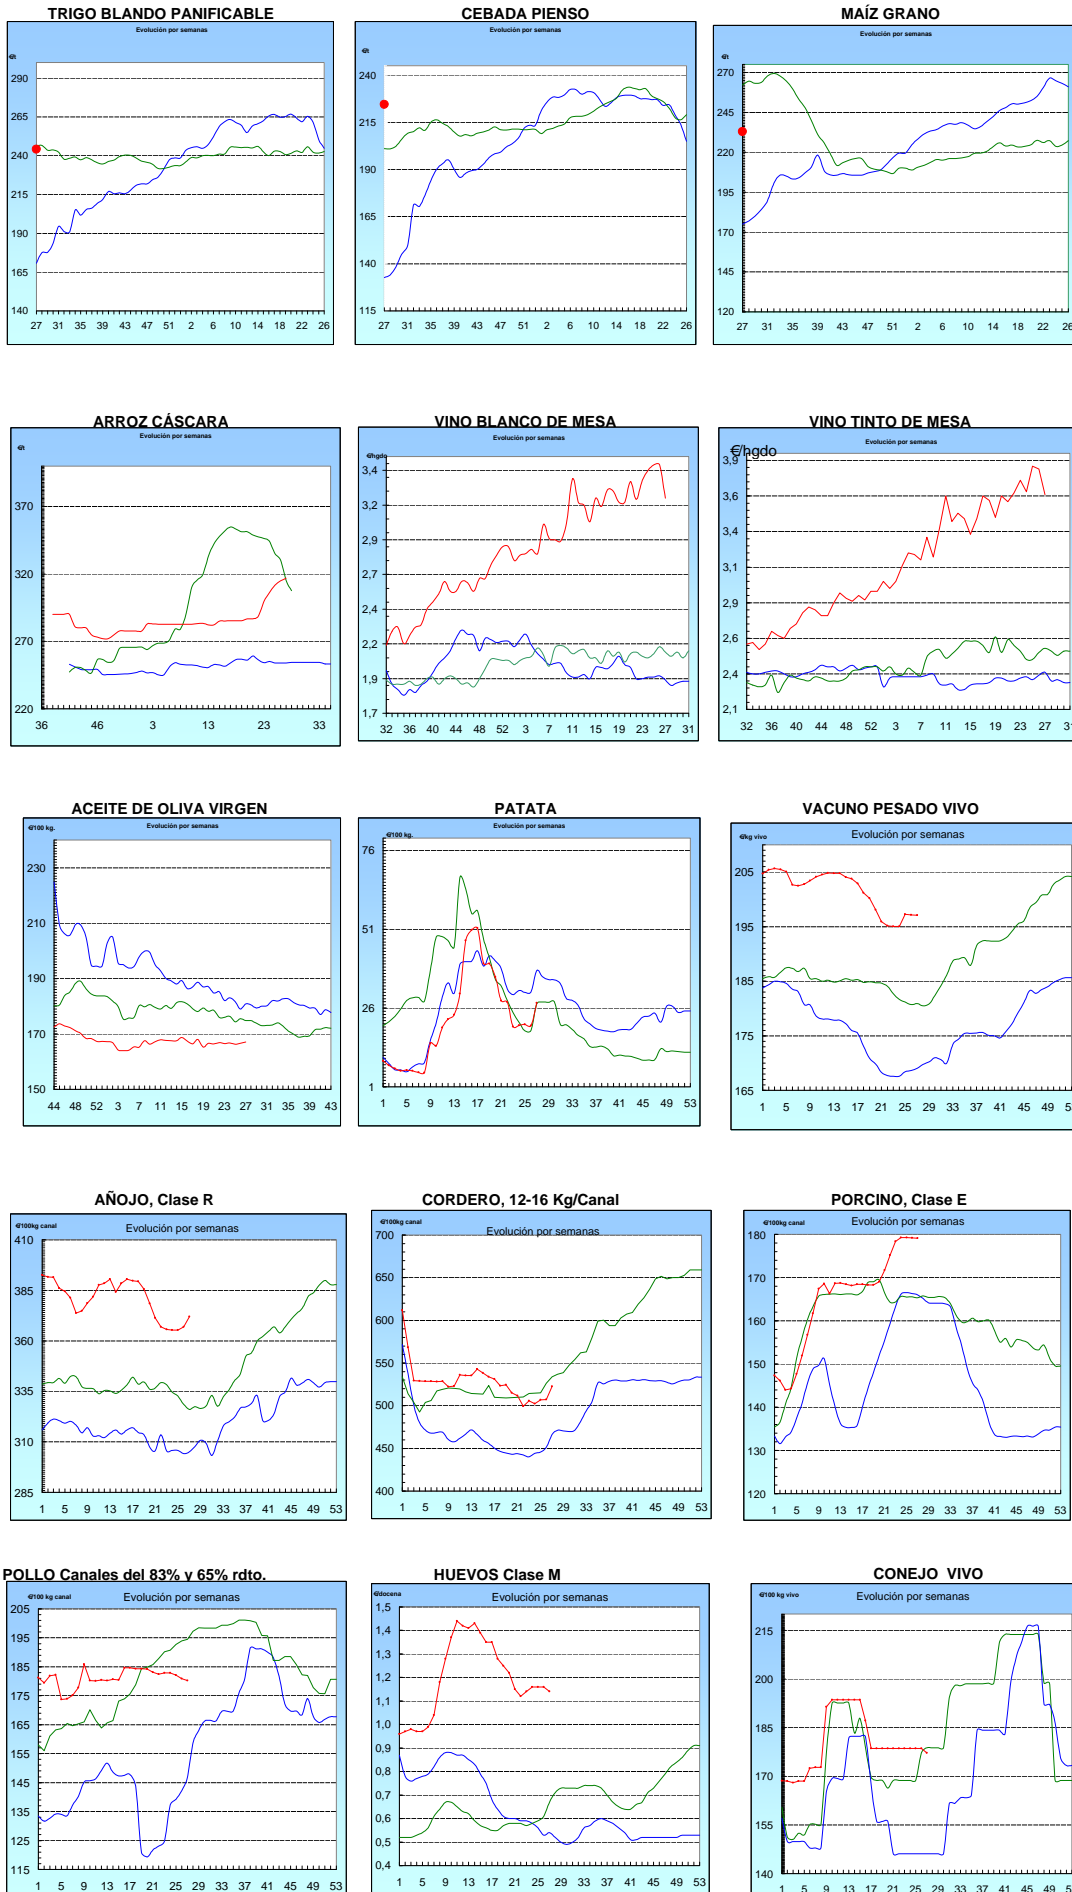 TRIGO BLANDO PANIFICABLE
Evolución por semanas
€/t
290
265
240
215
190
165
140
27 31 35 39 43 47 51 2 6 10 14 18 22 26
CEBADA PIENSO
Evolución por semanas
€/t
240
215
190
165
140
115
27 31 35 39 43 47 51 2 6 10 14 18 22 26
MAÍZ GRANO
Evolución por semanas
€/t
270
245
220
195
170
145
120
27 31 35 39 43 47 51 2 6 10 14 18 22 26
ARROZ CÁSCARA
Evolución por semanas
€/t
370
320
270
220
36 46 3 13 23 33
VINO BLANCO DE MESA
Evolución por semanas
€/hgdo
3,4
3,2
2,9
2,7
2,4
2,2
1,9
1,7
32 36 40 44 48 52 3 7 11 15 19 23 27 31
VINO TINTO DE MESA
Evolución por semanas
€/hgdo
3,9
3,6
3,4
3,1
2,9
2,6
2,4
2,1
32 36 40 44 48 52 3 7 11 15 19 23 27 31
ACEITE DE OLIVA VIRGEN
Evolución por semanas
€/100 kg.
230
210
190
170
150
44 48 52 3 7 11 15 19 23 27 31 35 39 43
PATATA
Evolución por semanas
€/100 kg.
76
51
26
1
1 5 9 13 17 21 25 29 33 37 41 45 49 53
VACUNO PESADO VIVO
Evolución por semanas
€/kg vivo
205
195
185
175
165
1 5 9 13 17 21 25 29 33 37 41 45 49 53
AÑOJO, Clase R
Evolución por semanas
€/100kg canal
410
385
360
335
310
285
1 5 9 13 17 21 25 29 33 37 41 45 49 53
CORDERO, 12-16 Kg/Canal
Evolución por semanas
€/100kg canal
700
650
600
550
500
450
400
1 5 9 13 17 21 25 29 33 37 41 45 49 53
PORCINO, Clase E
Evolución por semanas
€/100kg canal
180
170
160
150
140
130
120
1 5 9 13 17 21 25 29 33 37 41 45 49 53
POLLO Canales del 83% y 65% rdto.
Evolución por semanas
€/100 kg canal
205
195
185
175
165
155
145
135
125
115
1 5 9 13 17 21 25 29 33 37 41 45 49 53
HUEVOS Clase M
Evolución por semanas
€/docena
1,5
1,4
1,3
1,2
1,1
1,0
0,9
0,8
0,7
0,6
0,5
0,4
1 5 9 13 17 21 25 29 33 37 41 45 49 53
CONEJO VIVO
Evolución por semanas
€/100 kg vivo
215
200
185
170
155
140
1 5 9 13 17 21 25 29 33 37 41 45 49 53